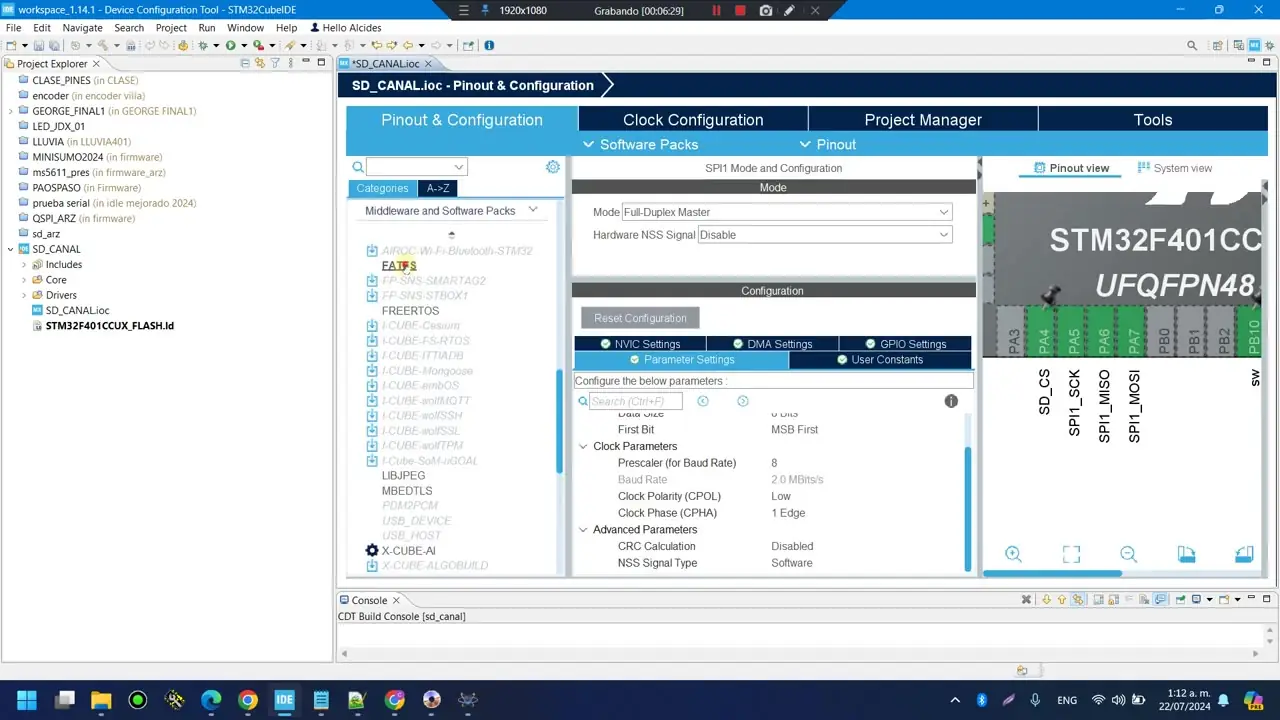 workspace_1.14.1 - Device Configuration Tool - STM32CubeIDE
1920x1080
Grabando [00:06:29]
File Edit Navigate Search Project Run Window Help Hello Alcides
Project Explorer
CLASE_PINES (in CLASE)
encoder (in encoder villa)
GEORGE_FINAL1 (in GEORGE FINAL1)
LED_JDX_01
LLUVIA (in LLUVIA401)
MINISUMO2024 (in firmware)
ms5611_pres (in firmware_arz)
PAOSPASO (in Firmware)
prueba serial (in idle mejorado 2024)
QSPI_ARZ (in firmware)
sd_arz
SD_CANAL
Includes
Core
Drivers
SD_CANAL.ioc
STM32F401CCUX_FLASH.ld
*SD_CANAL.ioc
SD_CANAL.ioc - Pinout & Configuration
Pinout & Configuration
Clock Configuration
Project Manager
Tools
Software Packs
Pinout
Categories
A->Z
Middleware and Software Packs
AIROC-Wi-Fi-Bluetooth-STM32
FATFS
FP-SNS-SMARTAG2
FP-SNS-STBOX1
FREERTOS
I-CUBE-Cesium
I-CUBE-FS-RTOS
I-CUBE-ITTIADB
I-CUBE-Mongoose
I-CUBE-embOS
I-CUBE-wolfMQTT
I-CUBE-wolfSSH
I-CUBE-wolfSSL
I-CUBE-wolfTPM
I-Cube-SoM-uGOAL
LIBJPEG
MBEDTLS
PDM2PCM
USB_DEVICE
USB_HOST
X-CUBE-AI
X-CUBE-ALGOBUILD
SPI1 Mode and Configuration
Mode
Mode Full-Duplex Master
Hardware NSS Signal Disable
Configuration
Reset Configuration
NVIC Settings
DMA Settings
GPIO Settings
Parameter Settings
User Constants
Configure the below parameters :
Search (Ctrl+F)
Data Size 8 Bits
First Bit MSB First
Clock Parameters
Prescaler (for Baud Rate) 8
Baud Rate 2.0 MBits/s
Clock Polarity (CPOL) Low
Clock Phase (CPHA) 1 Edge
Advanced Parameters
CRC Calculation Disabled
NSS Signal Type Software
Pinout view
System view
STM32F401CC
UFQFPN48
PA3
PA4
PA5
PA6
PA7
PB0
PB1
PB2
PB10
SD_CS
SPI1_SCK
SPI1_MISO
SPI1_MOSI
sw
Console
CDT Build Console [sd_canal]
IDE
ENG
1:12 a. m.
22/07/2024